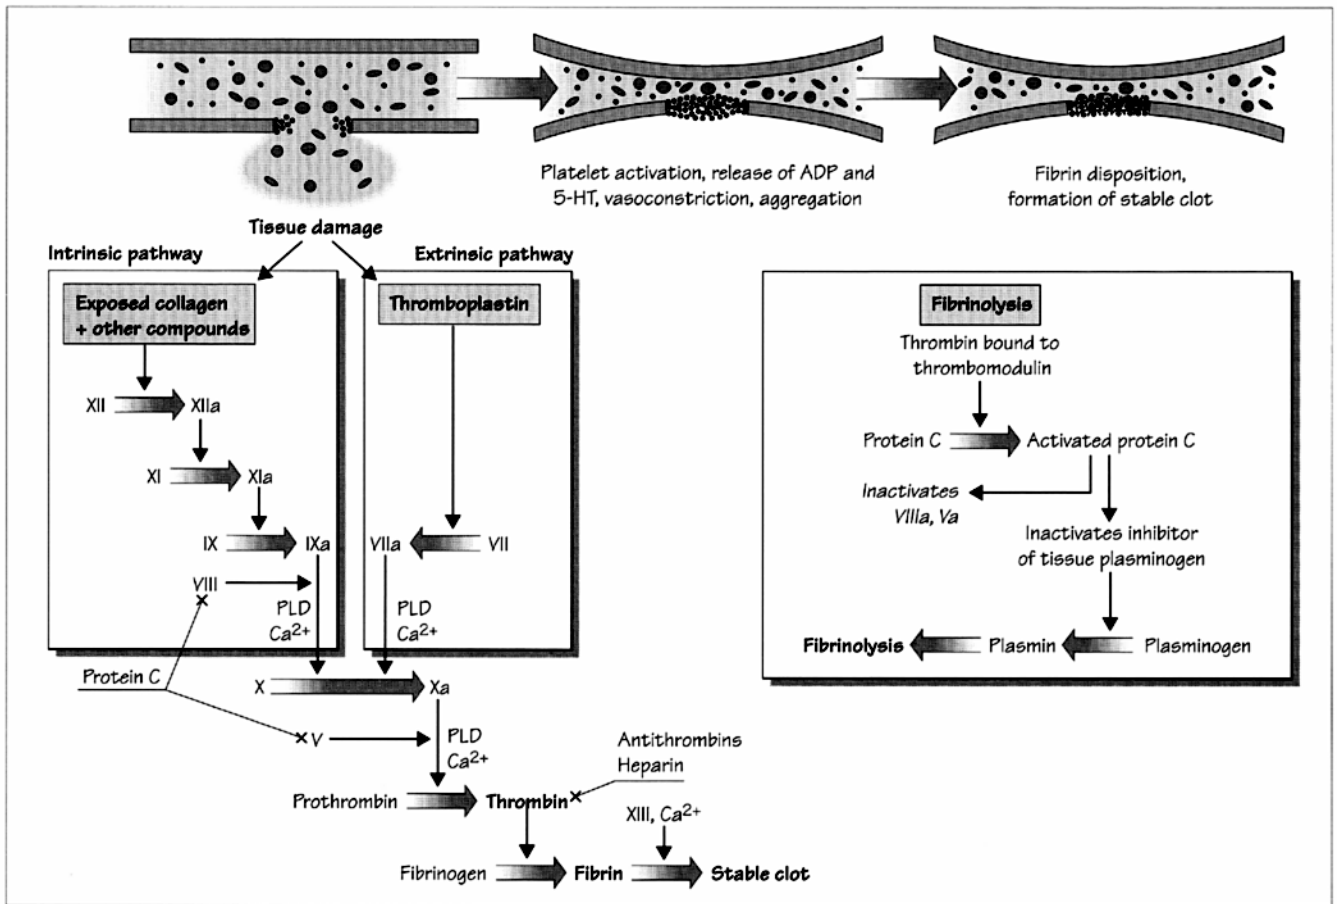 Platelet activation, release of ADP and
5-HT, vasoconstriction, aggregation
Fibrin disposition,
formation of stable clot
Tissue damage
Intrinsic pathway
Extrinsic pathway
Exposed collagen
+ other compounds
Thromboplastin
XII
XIIa
XI
XIa
IX
IXa
VIIa
VII
VIII
PLD
Ca2+
PLD
Ca2+
Protein C
X
Xa
V
PLD
Ca2+
Antithrombins
Heparin
Prothrombin
Thrombin
XIII, Ca2+
Fibrinogen
Fibrin
Stable clot
Fibrinolysis
Thrombin bound to
thrombomodulin
Protein C
Activated protein C
Inactivates
VIIIa, Va
Inactivates inhibitor
of tissue plasminogen
Fibrinolysis
Plasmin
Plasminogen